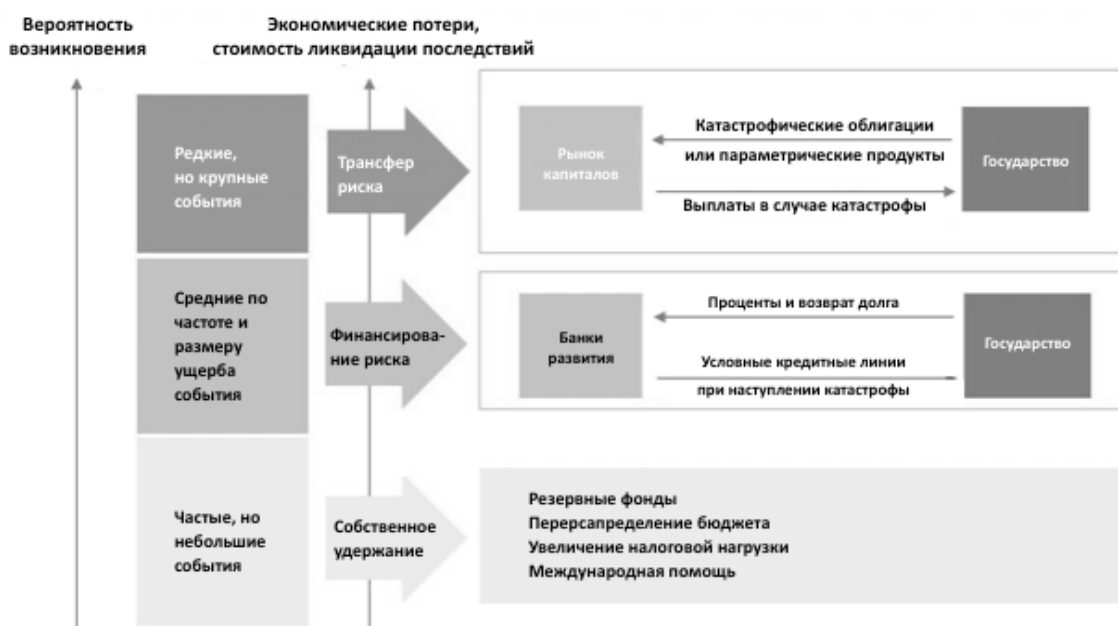 Вероятность
возникновения
Экономические потери,
стоимость ликвидации последствий
Редкие,
но крупные
события
Трансфер
риска
Рынок
капиталов
Катастрофические облигации
или параметрические продукты
Выплаты в случае катастрофы
Государство
Средние по
частоте и
размеру
ущерба
события
Финансирова-
ние риска
Банки
развития
Проценты и возврат долга
Условные кредитные линии
при наступлении катастрофы
Государство
Частые, но
небольшие
события
Собственное
удержание
Резервные фонды
Перерсапределение бюджета
Увеличение налоговой нагрузки
Международная помощь